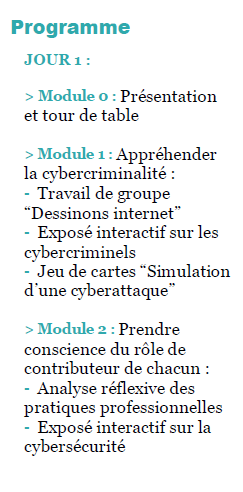 Programme
JOUR 1 :
> Module 0 : Présentation
et tour de table
> Module 1 : Appréhender
la cybercriminalité :
- Travail de groupe
“Dessinons internet”
- Exposé interactif sur les
cybercriminels
- Jeu de cartes “Simulation
d’une cyberattaque”
> Module 2 : Prendre
conscience du rôle de
contributeur de chacun :
- Analyse réflexive des
pratiques professionnelles
- Exposé interactif sur la
cybersécurité